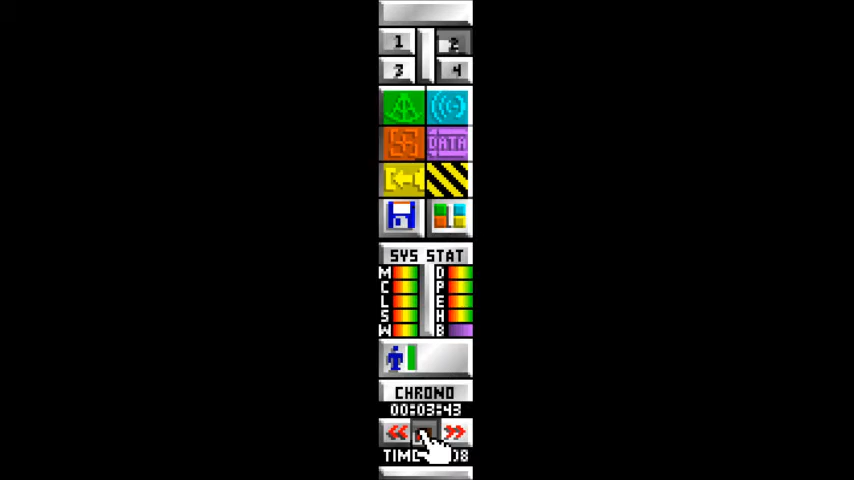 1 2
3 4
DATA
SYS STAT
M D
C P
L E
S H
W B
CHRONO
00:03:43